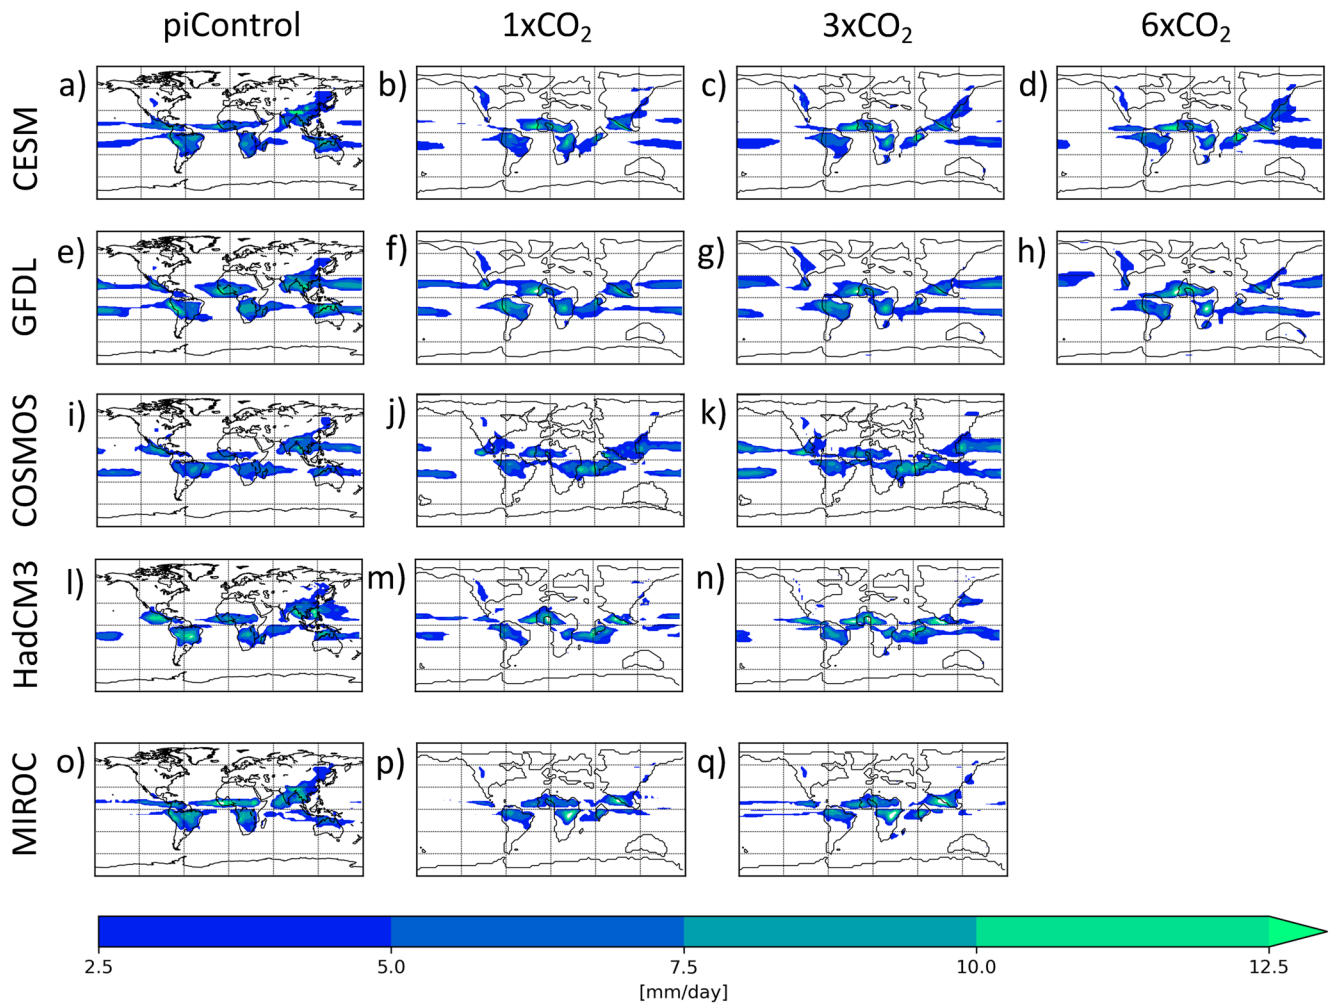 piControl 1xCO₂ 3xCO₂ 6xCO₂
CESM a) b) c) d)
GFDL e) f) g) h)
COSMOS i) j) k)
HadCM3 l) m) n)
MIROC o) p) q)
2.5 5.0 7.5 10.0 12.5
[mm/day]